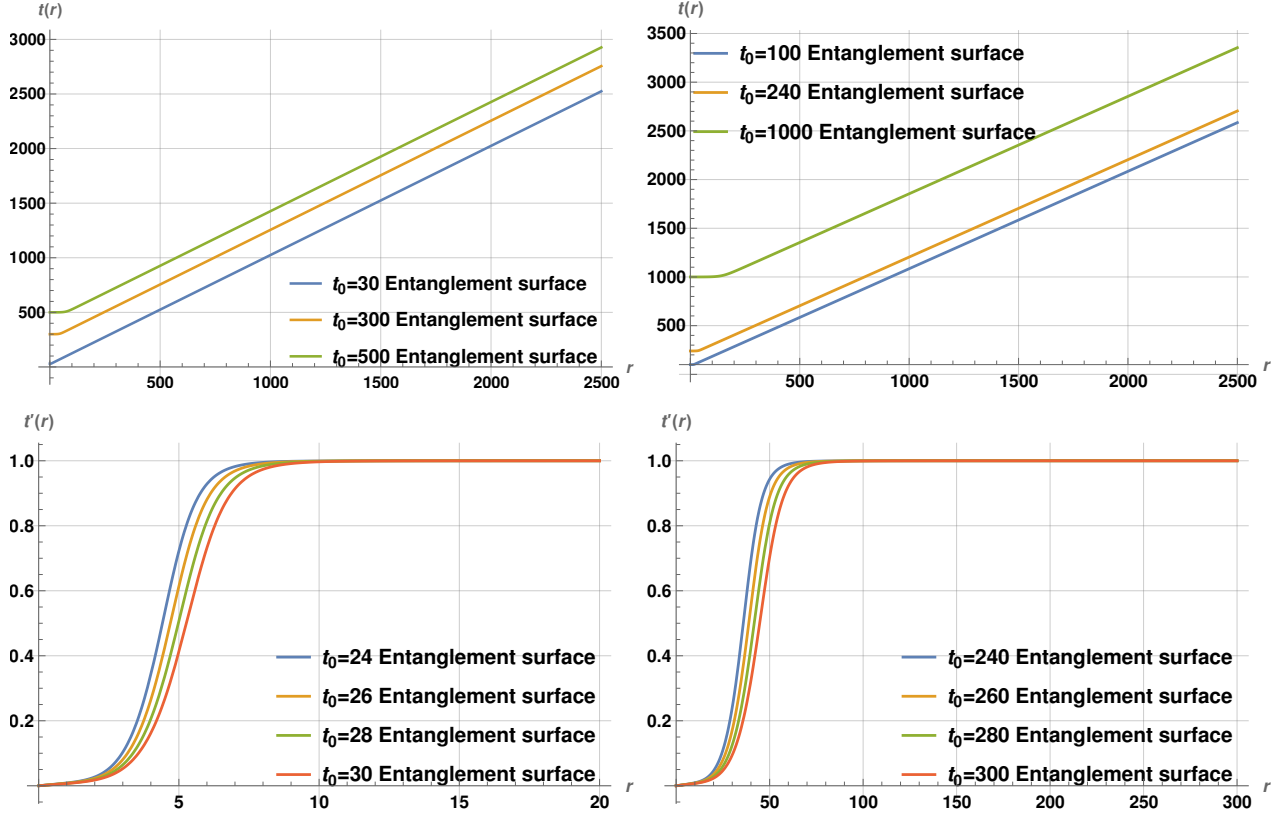 t(r)
3000
2500
2000
1500
1000
500
t₀=30 Entanglement surface
t₀=300 Entanglement surface
t₀=500 Entanglement surface
500 1000 1500 2000 2500 r
t(r)
3500
3000
2500
2000
1500
1000
500
t₀=100 Entanglement surface
t₀=240 Entanglement surface
t₀=1000 Entanglement surface
500 1000 1500 2000 2500 r
t'(r)
1.0
0.8
0.6
0.4
0.2
t₀=24 Entanglement surface
t₀=26 Entanglement surface
t₀=28 Entanglement surface
t₀=30 Entanglement surface
5 10 15 20 r
t'(r)
1.0
0.8
0.6
0.4
0.2
t₀=240 Entanglement surface
t₀=260 Entanglement surface
t₀=280 Entanglement surface
t₀=300 Entanglement surface
50 100 150 200 250 300 r